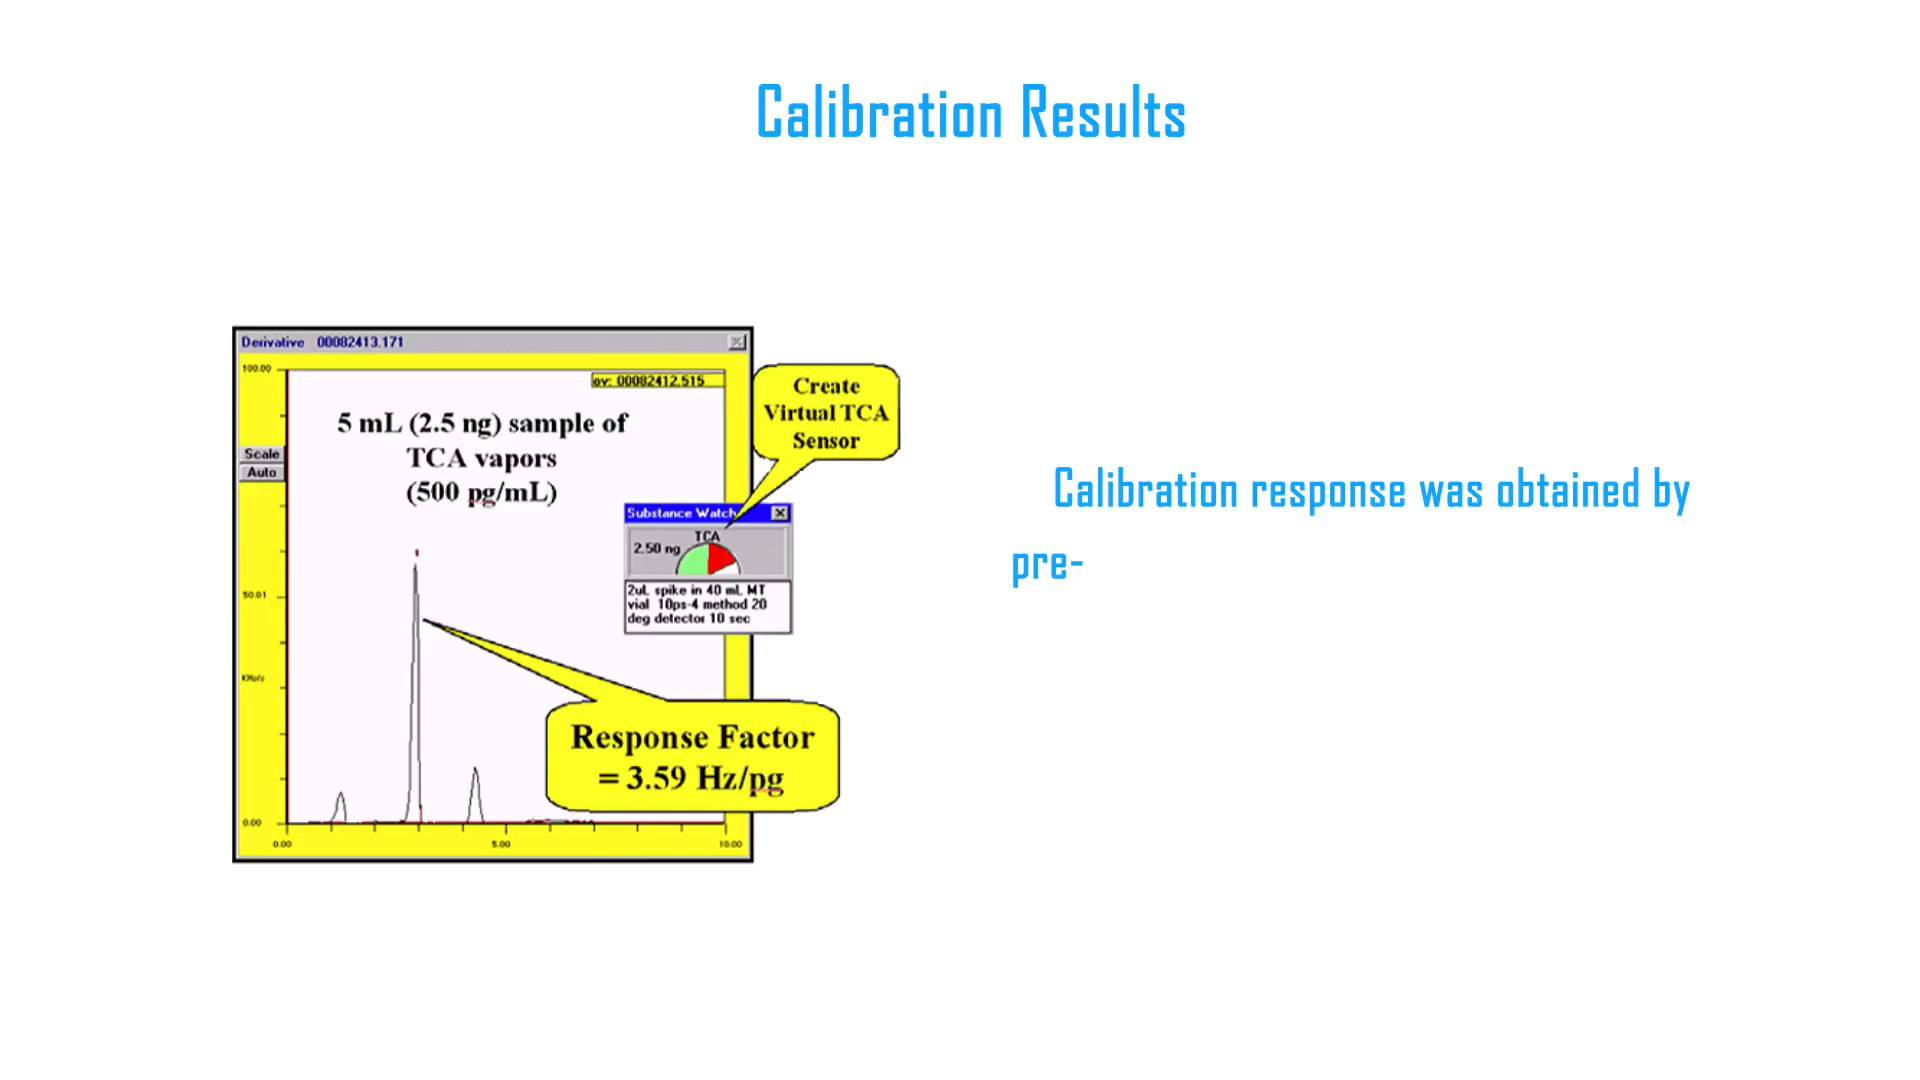 Calibration Results
Derivative 00082413.171
100.00
ov: 00082412.515
Create
Virtual TCA
Sensor
5 mL (2.5 ng) sample of
TCA vapors
(500 pg/mL)
Scale
Auto
Substance Watch
TCA
2.50 ng
2uL spike in 40 mL MT
vial 10ps-4 method 20
deg detector 10 sec
50.01
Response Factor
= 3.59 Hz/pg
0.00
0.00 5.00 10.00
Calibration response was obtained by
pre-